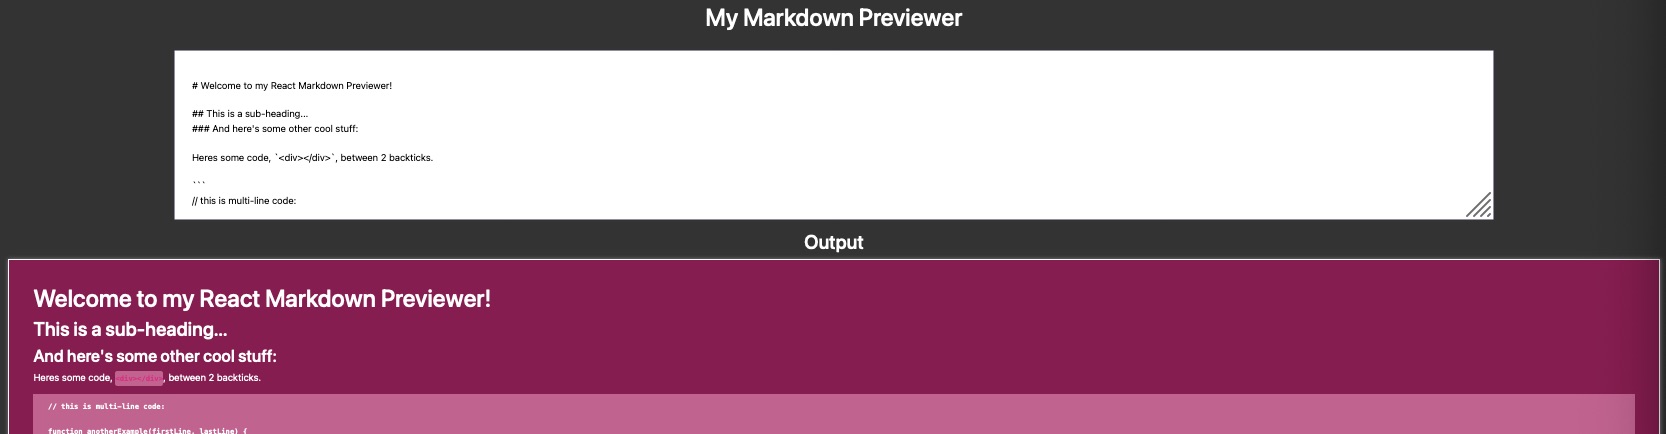 My Markdown Previewer
# Welcome to my React Markdown Previewer!
## This is a sub-heading...
### And here's some other cool stuff:
Heres some code, `<div></div>`, between 2 backticks.
```
// this is multi-line code:
Output
Welcome to my React Markdown Previewer!
This is a sub-heading...
And here's some other cool stuff:
Heres some code, <div></div>, between 2 backticks.
// this is multi-line code:
function anotherExample(firstLine, lastLine) {